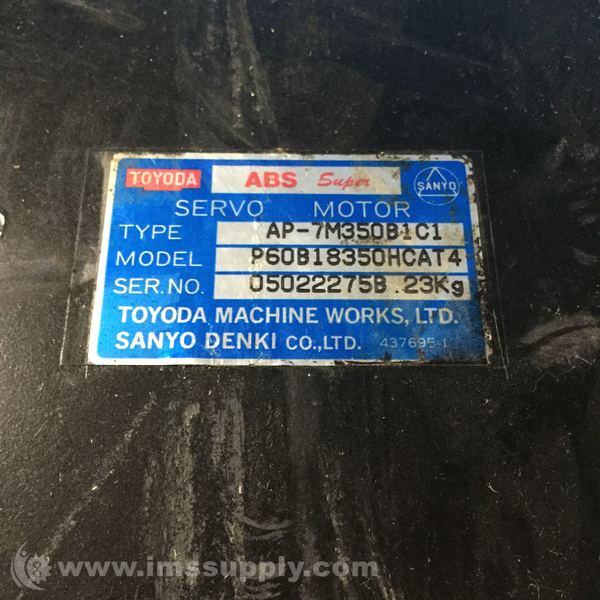 TOYODA ABS Super SANYO
SERVO MOTOR
TYPE AP-7M350B1C1
MODEL P60B18350HCAT4
SER.NO. 05022275B 23Kg
TOYODA MACHINE WORKS, LTD.
SANYO DENKI CO.,LTD. 437695-1
www.imssupply.com